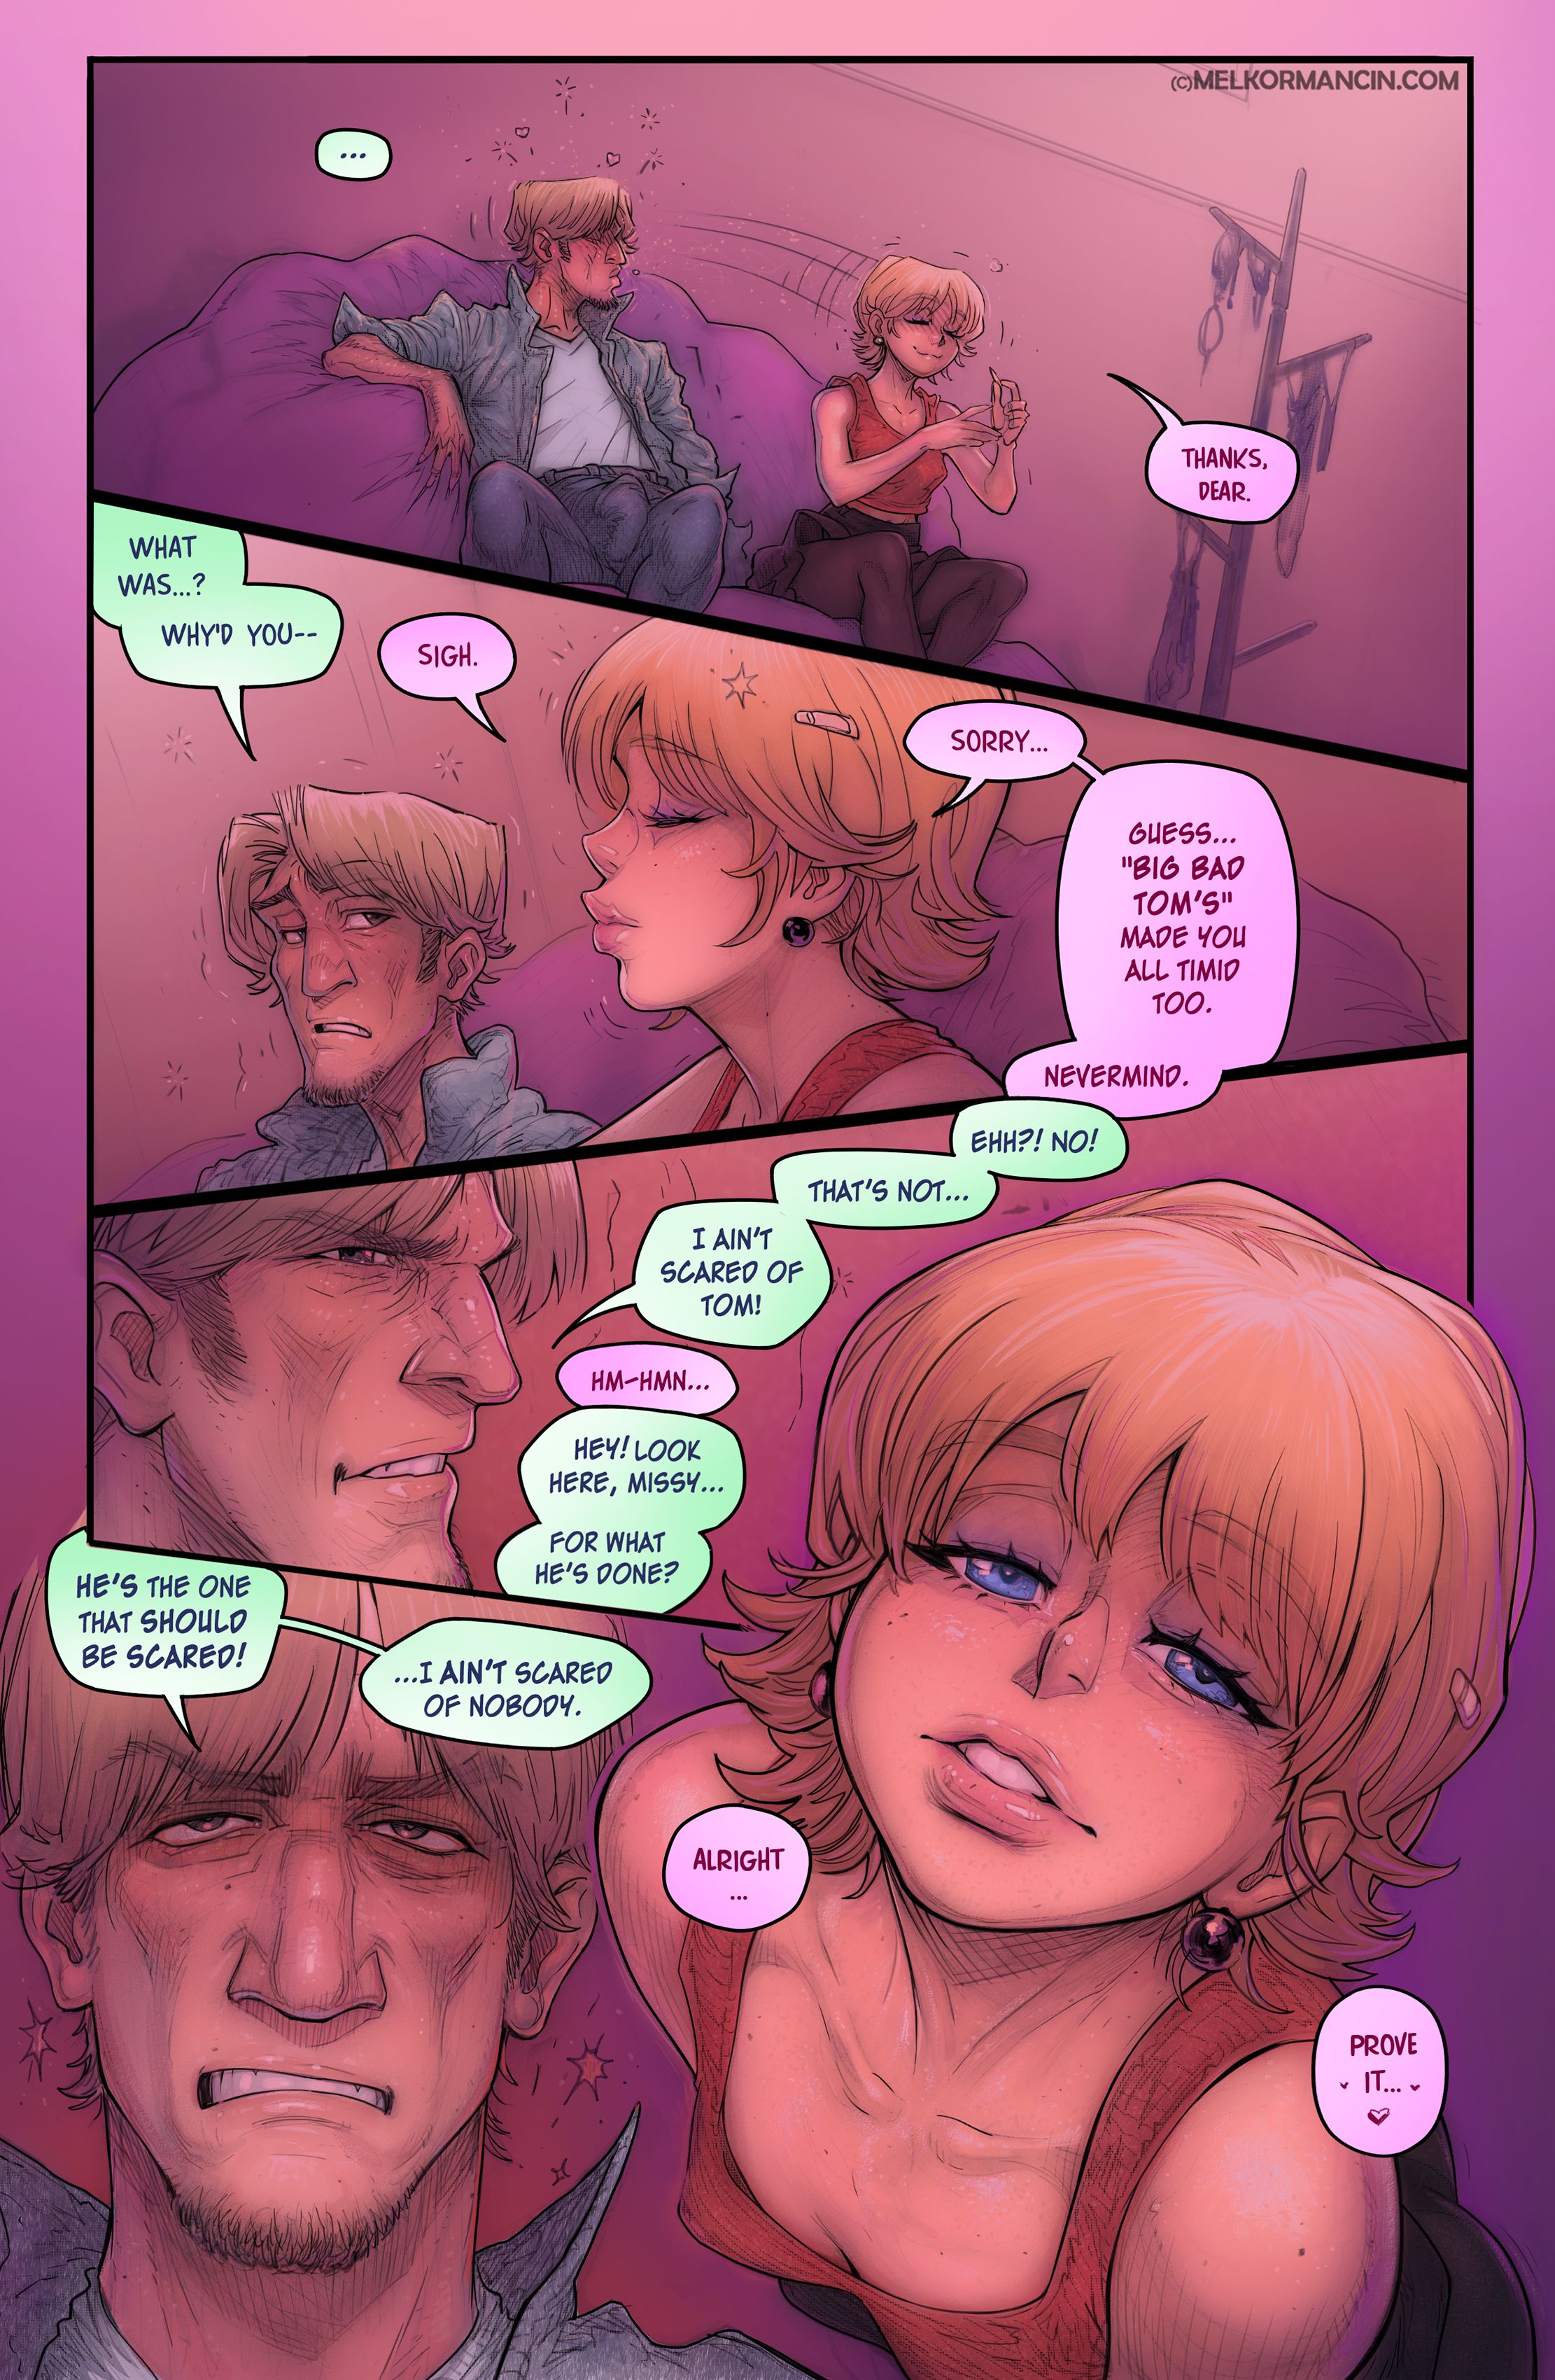 ©MELKORMANCIN.COM
...
THANKS,
DEAR.
WHAT
WAS...?
WHY'D YOU--
SIGH.
SORRY...
GUESS...
"BIG BAD
TOM'S"
MADE YOU
ALL TIMID
TOO.
NEVERMIND.
EHH?! NO!
THAT'S NOT...
I AIN'T
SCARED OF
TOM!
HM-HMN...
HEY! LOOK
HERE, MISSY...
FOR WHAT
HE'S DONE?
HE'S THE ONE
THAT SHOULD
BE SCARED!
...I AIN'T SCARED
OF NOBODY.
ALRIGHT
...
PROVE
IT...